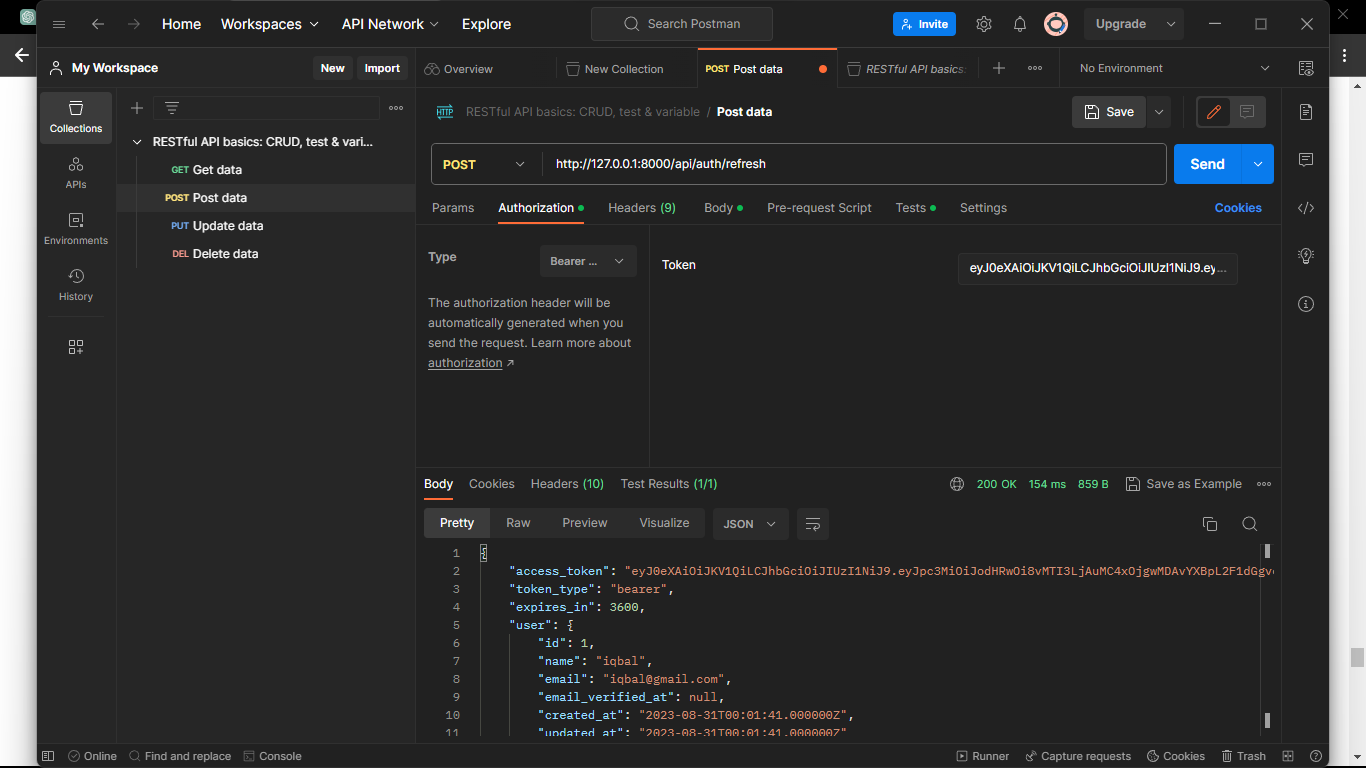 Home Workspaces API Network Explore Search Postman Invite Upgrade
My Workspace New Import Overview New Collection POST Post data RESTful API basics: No Environment
Collections
APIs
Environments
History
RESTful API basics: CRUD, test & vari...
GET Get data
POST Post data
PUT Update data
DEL Delete data
HTTP RESTful API basics: CRUD, test & variable / Post data Save
POST http://127.0.0.1:8000/api/auth/refresh Send
Params Authorization Headers (9) Body Pre-request Script Tests Settings Cookies
Type Bearer ...
The authorization header will be
automatically generated when you
send the request. Learn more about
authorization ↗
Token eyJ0eXAiOiJKV1QiLCJhbGciOiJIUzI1NiJ9.ey...
Body Cookies Headers (10) Test Results (1/1) 200 OK 154 ms 859 B Save as Example
Pretty Raw Preview Visualize JSON
1 {
2 "access_token": "eyJ0eXAiOiJKV1QiLCJhbGciOiJIUzI1NiJ9.eyJpc3MiOiJodHRwOi8vMTI3LjAuMC4xOjgwMDAvYXBpL2F1dGgv
3 "token_type": "bearer",
4 "expires_in": 3600,
5 "user": {
6 "id": 1,
7 "name": "iqbal",
8 "email": "iqbal@gmail.com",
9 "email_verified_at": null,
10 "created_at": "2023-08-31T00:01:41.000000Z",
11 "updated_at": "2023-08-31T00:01:41.000000Z"
Online Find and replace Console Runner Capture requests Cookies Trash